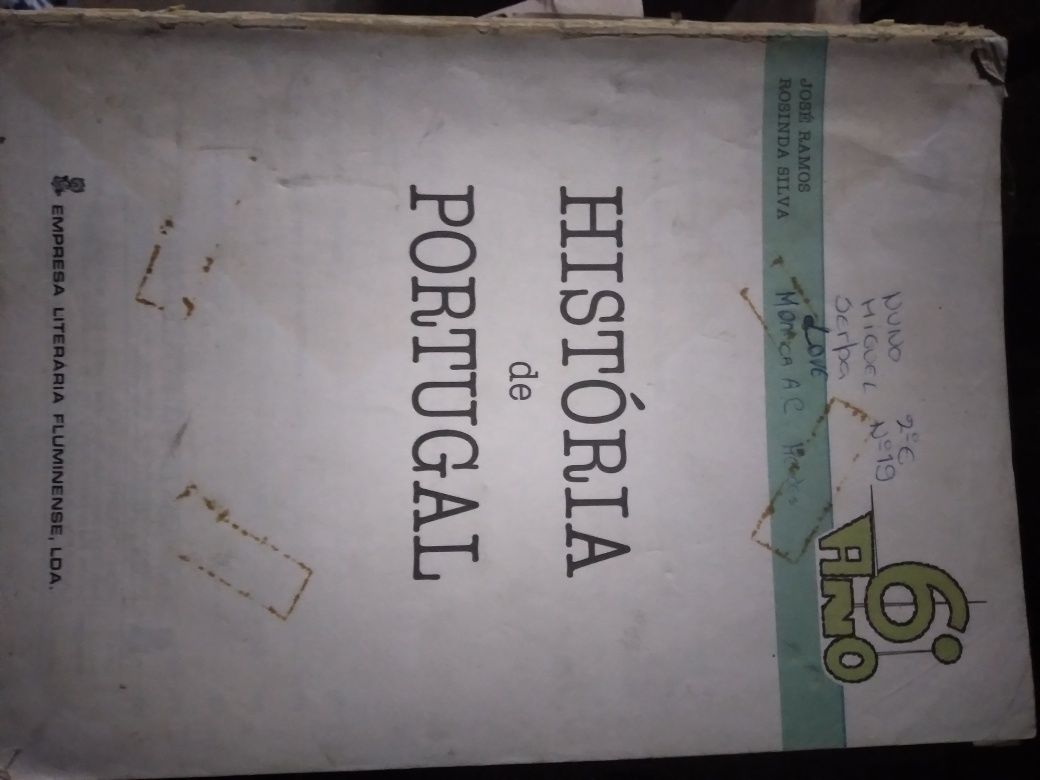 JOSÉ RAMOS
ROSINDA SILVA
NUNO 2º E
MIGUEL Nº 19
Serpa
LOVE
MONICA A C
6º
ANO
HISTÓRIA
de
PORTUGAL
EMPRESA LITERÁRIA FLUMINENSE, LDA.